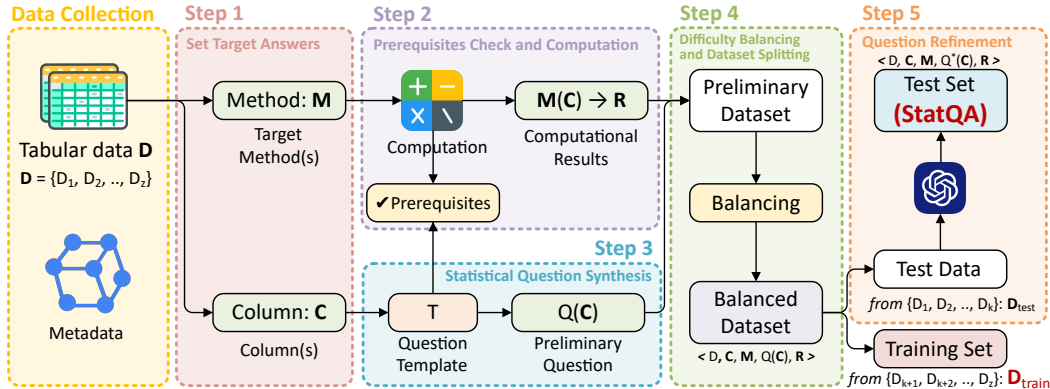 Data Collection
Tabular data D
D = {D1, D2, .., Dz}
Metadata
Step 1
Set Target Answers
Method: M
Target
Method(s)
Column: C
Column(s)
Step 2
Prerequisites Check and Computation
Computation
M(C) → R
Computational
Results
✔Prerequisites
Step 3
Statistical Question Synthesis
T
Question
Template
Q(C)
Preliminary
Question
Step 4
Difficulty Balancing
and Dataset Splitting
Preliminary
Dataset
Balancing
Balanced
Dataset
< D, C, M, Q(C), R >
Step 5
Question Refinement
< D, C, M, Q*(C), R >
Test Set
(StatQA)
Test Data
from {D1, D2, .., Dk}: Dtest
Training Set
from {Dk+1, Dk+2, .., Dz}: Dtrain